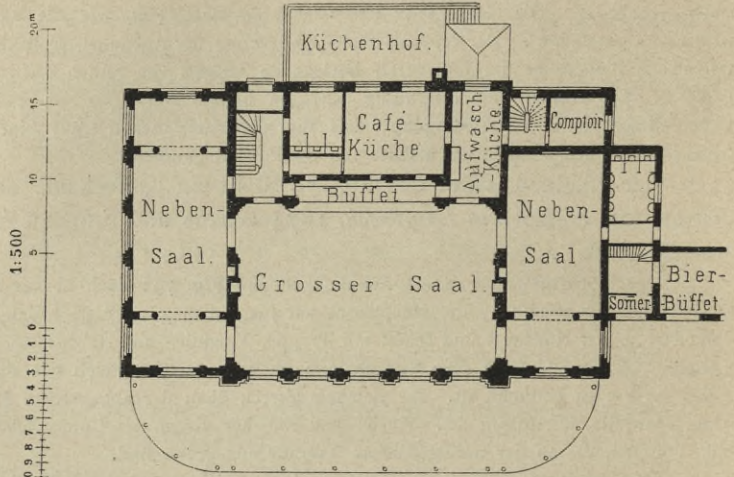 20m
15
10
5
0
1
2
3
4
5
6
7
8
9
0
1:500
Küchenhof.
Café-
Küche
Aufwasch
-Küche.
Comptoir
Buffet
Neben-
Saal.
Grosser Saal.
Neben-
Saal
Somer-
Bier-
Büffet.